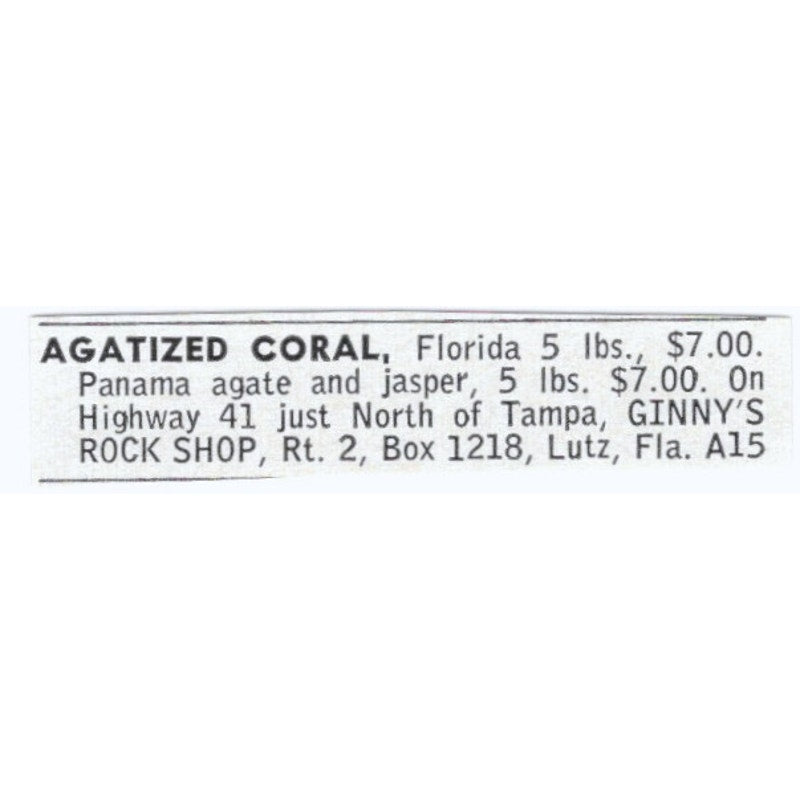 AGATIZED CORAL, Florida 5 lbs., $7.00.
Panama agate and jasper, 5 lbs. $7.00. On
Highway 41 just North of Tampa, GINNY'S
ROCK SHOP, Rt. 2, Box 1218, Lutz, Fla. A15